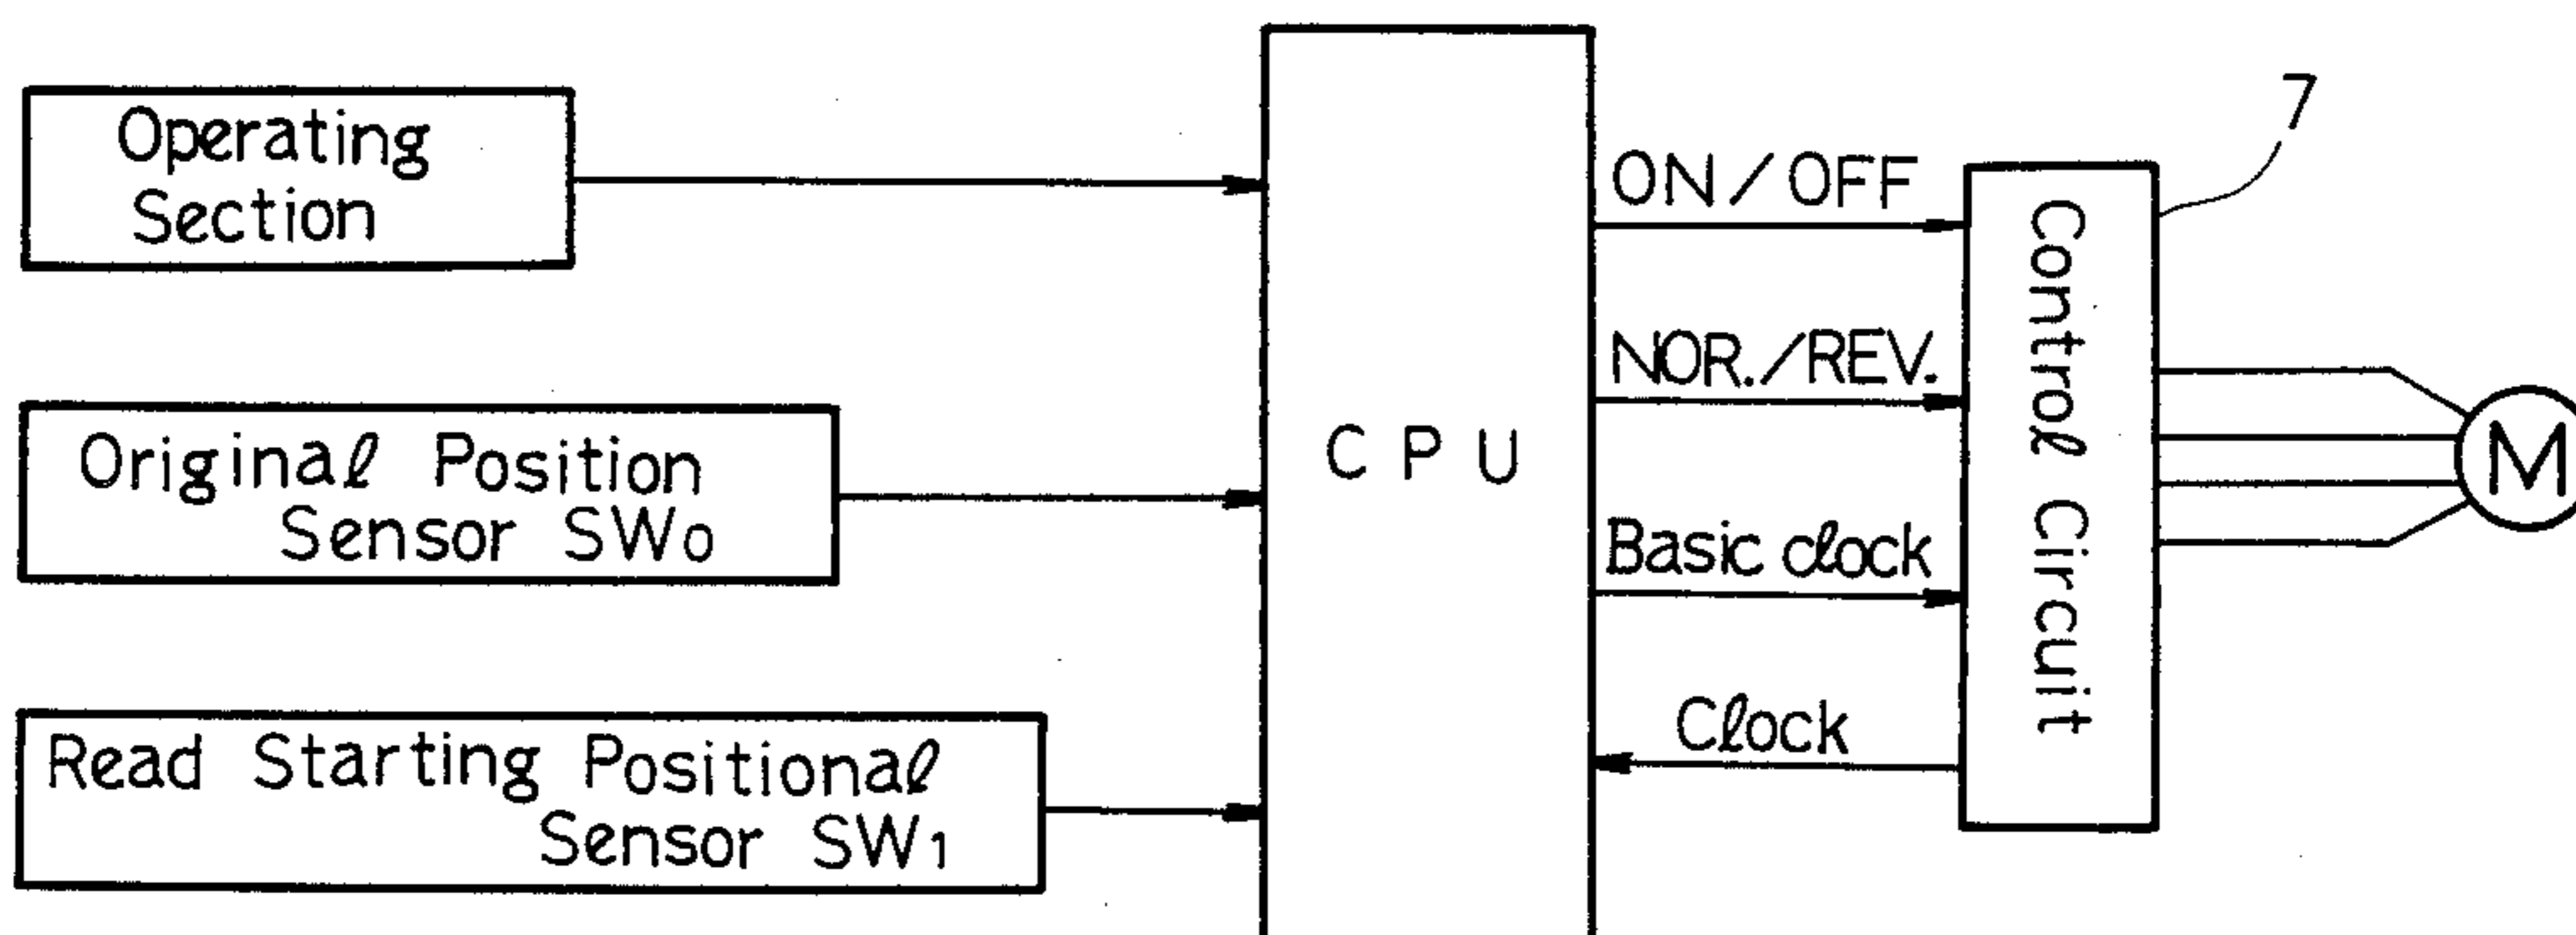 Operating
Section
Original Position
Sensor SW₀
Read Starting Positional
Sensor SW₁
CPU
ON/OFF
NOR./REV.
Basic clock
Clock
Control Circuit
7
M